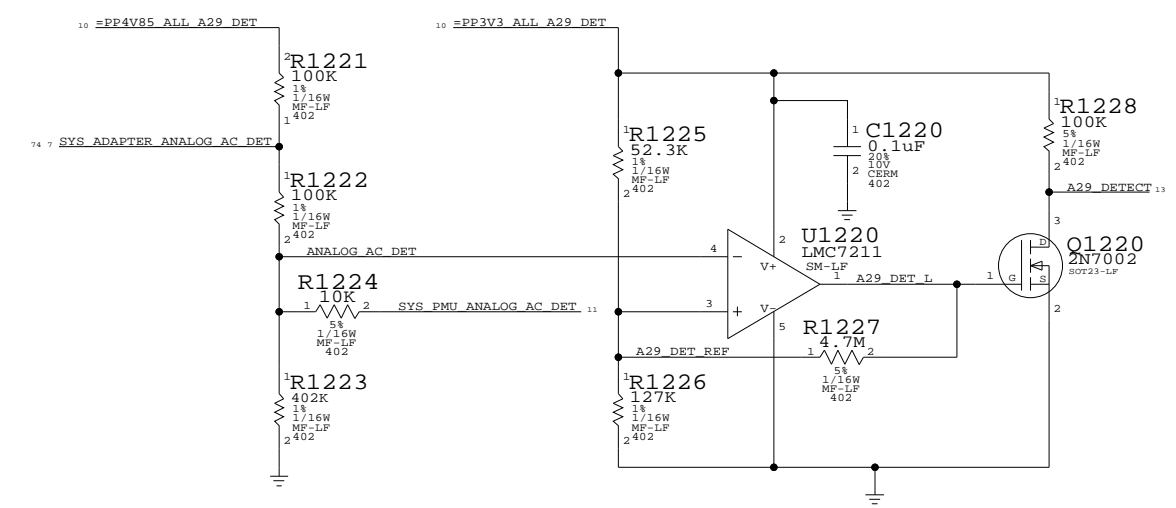 10 =PP4V85_ALL_A29_DET
10 =PP3V3_ALL_A29_DET
2 R1221
100K
1%
1/16W
MF-LF
402
1
74 7 SYS_ADAPTER_ANALOG_AC_DET
1 R1222
100K
1%
1/16W
MF-LF
2 402
ANALOG_AC_DET
R1224
10K
1 2
5%
1/16W
MF-LF
402
SYS_PMU_ANALOG_AC_DET 11
1 R1223
402K
1%
1/16W
MF-LF
2 402
1 R1225
52.3K
1%
1/16W
MF-LF
2 402
1 C1220
0.1uF
20%
10V
2 CERM
402
1 R1228
100K
5%
1/16W
MF-LF
2 402
A29_DETECT 13
U1220
LMC7211
SM-LF
2
V+
4 −
3 +
V-
5
1 A29_DET_L
3
Q1220
2N7002
SOT23-LF
D
1 G
S
2
R1227
4.7M
1 2
5%
1/16W
MF-LF
402
A29_DET_REF
1 R1226
127K
1%
1/16W
MF-LF
2 402